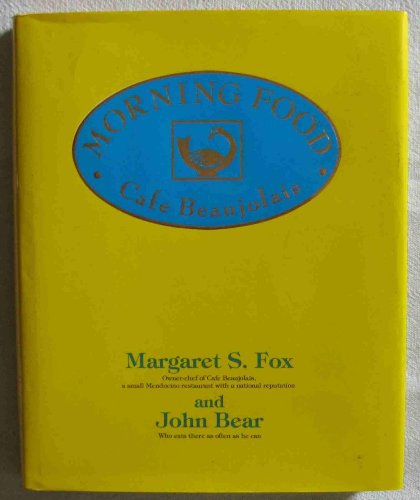 MORNING FOOD
• Cafe Beaujolais •
Margaret S. Fox
Owner-chef of Cafe Beaujolais,
a small Mendocino restaurant with a national reputation
and
John Bear
Who eats there as often as he can